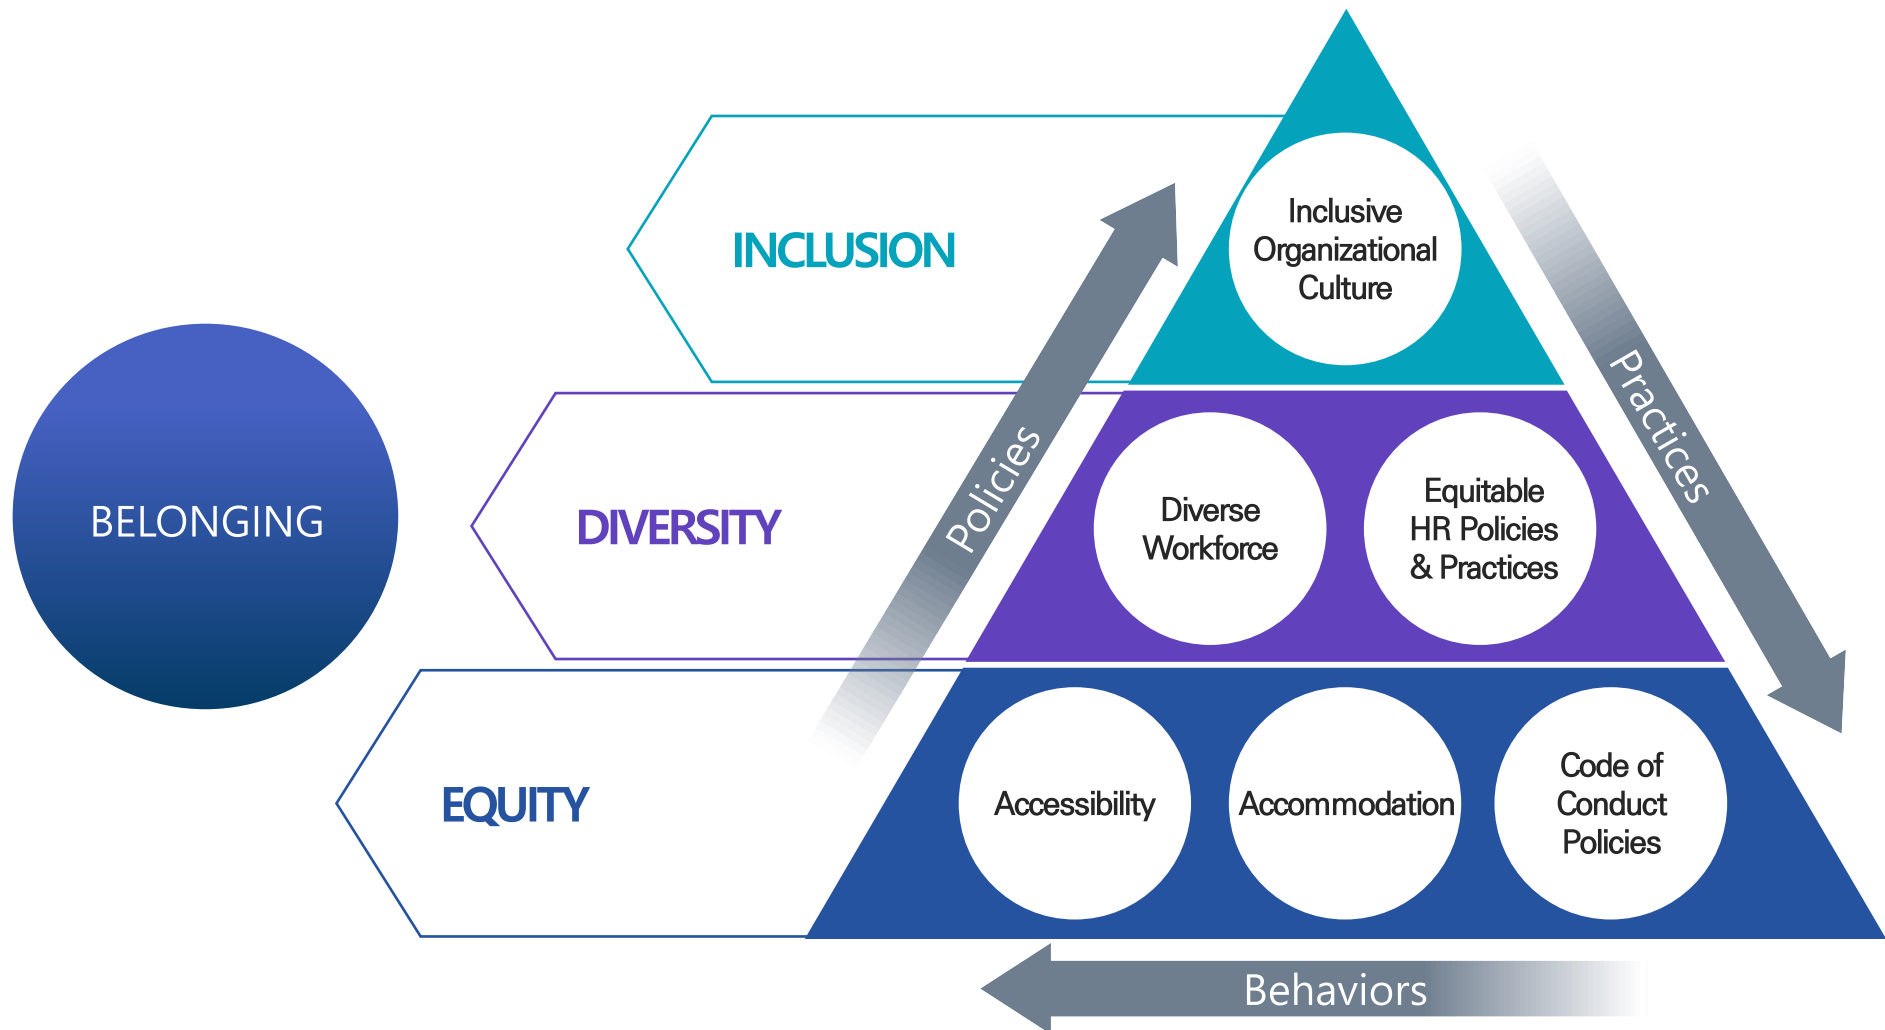 BELONGING
INCLUSION
DIVERSITY
EQUITY
Policies
Inclusive
Organizational
Culture
Diverse
Workforce
Equitable
HR Policies
& Practices
Accessibility
Accommodation
Code of
Conduct
Policies
Practices
Behaviors